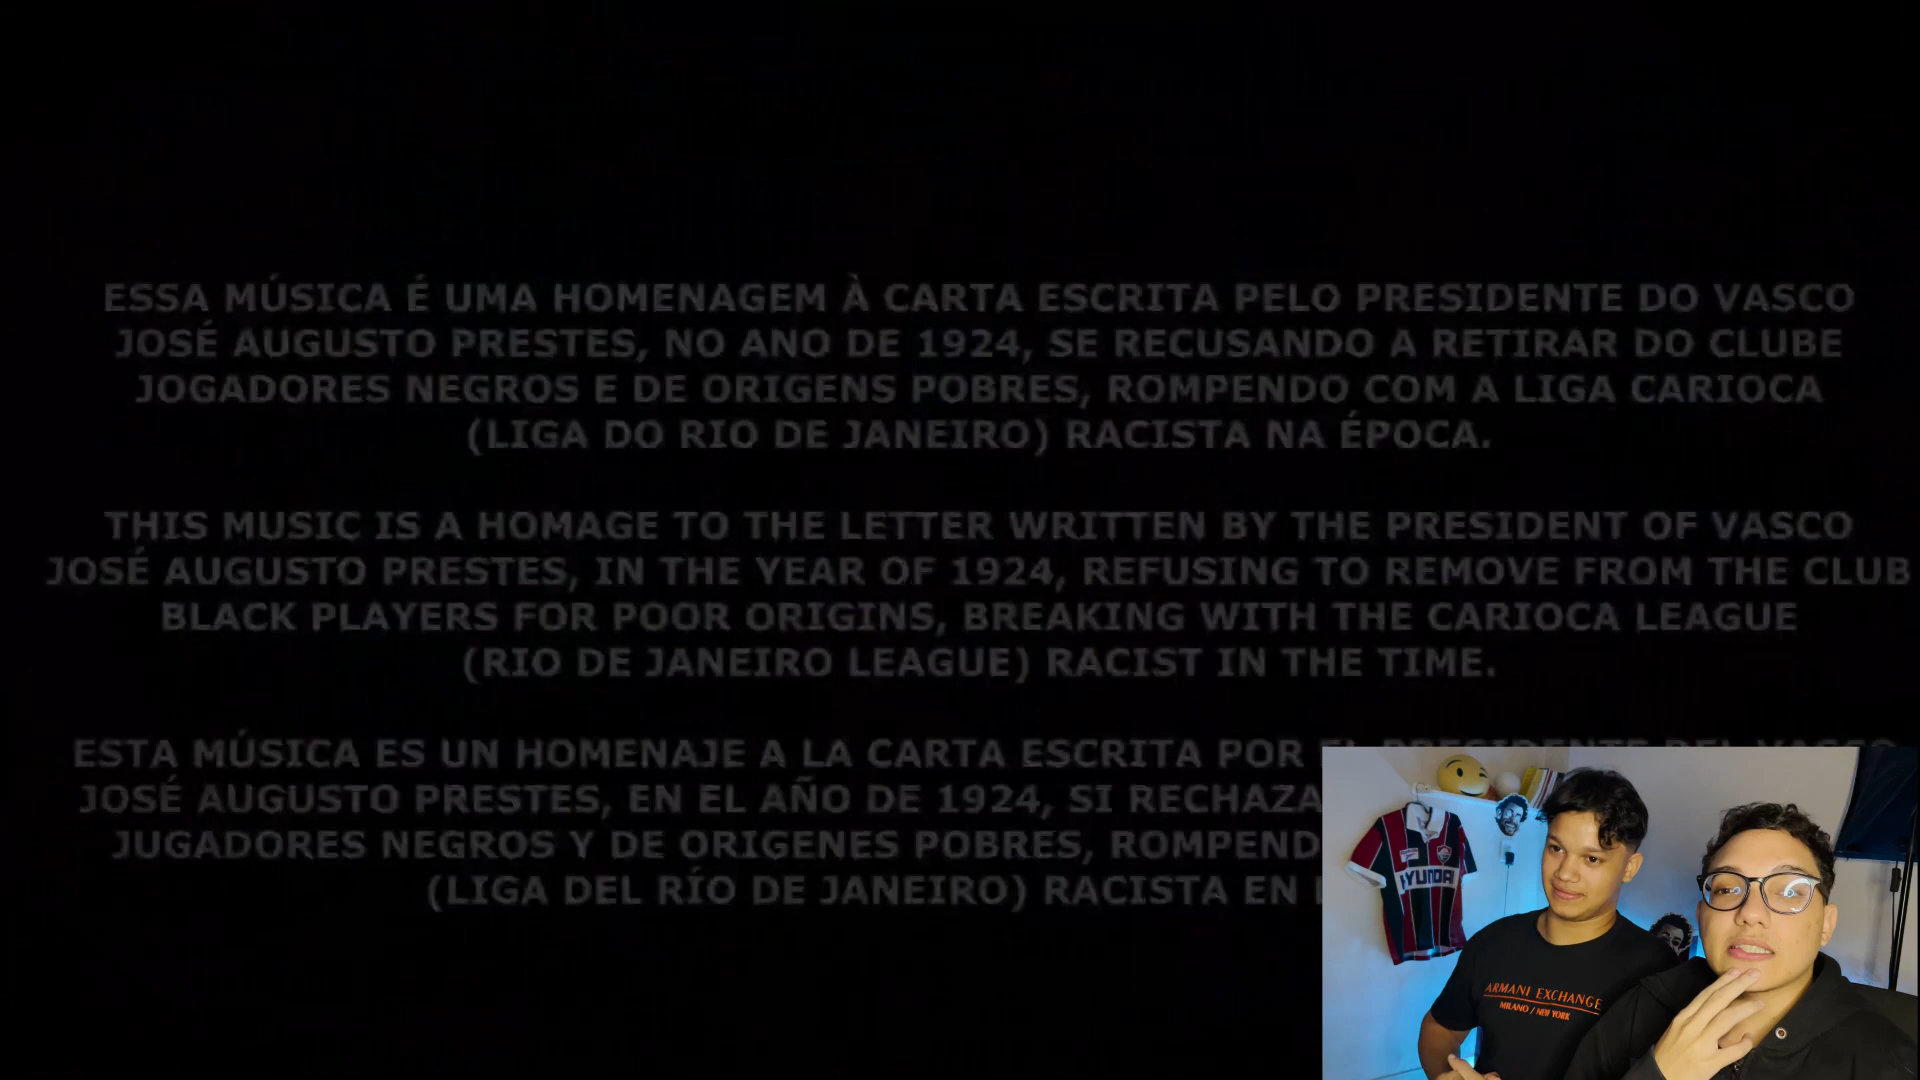 ESSA MÚSICA É UMA HOMENAGEM À CARTA ESCRITA PELO PRESIDENTE DO VASCO
JOSÉ AUGUSTO PRESTES, NO ANO DE 1924, SE RECUSANDO A RETIRAR DO CLUBE
JOGADORES NEGROS E DE ORIGENS POBRES, ROMPENDO COM A LIGA CARIOCA
(LIGA DO RIO DE JANEIRO) RACISTA NA ÉPOCA.
THIS MUSIC IS A HOMAGE TO THE LETTER WRITTEN BY THE PRESIDENT OF VASCO
JOSÉ AUGUSTO PRESTES, IN THE YEAR OF 1924, REFUSING TO REMOVE FROM THE CLUB
BLACK PLAYERS FOR POOR ORIGINS, BREAKING WITH THE CARIOCA LEAGUE
(RIO DE JANEIRO LEAGUE) RACIST IN THE TIME.
ESTA MÚSICA ES UN HOMENAJE A LA CARTA ESCRITA POR EL PRESIDENTE DEL VASCO
JOSÉ AUGUSTO PRESTES, EN EL AÑO DE 1924, SI RECHAZA
JUGADORES NEGROS Y DE ORIGENES POBRES, ROMPEND
(LIGA DEL RÍO DE JANEIRO) RACISTA EN
HYUNDAI
ARMANI EXCHANGE
MILANO / NEW YORK